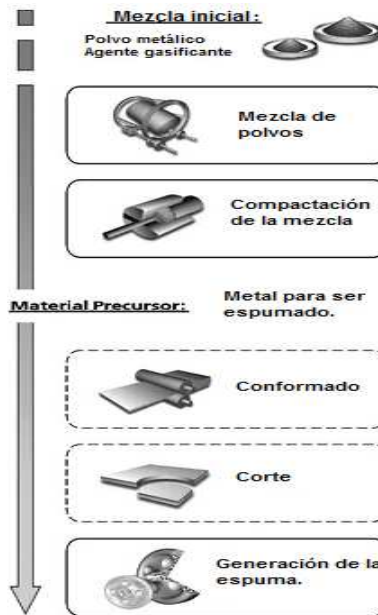 Mezcla inicial:
Polvo metálico
Agente gasificante
Mezcla de
polvos
Compactación
de la mezcla
Material Precursor:
Metal para ser
espumado.
Conformado
Corte
Generación de la
espuma.